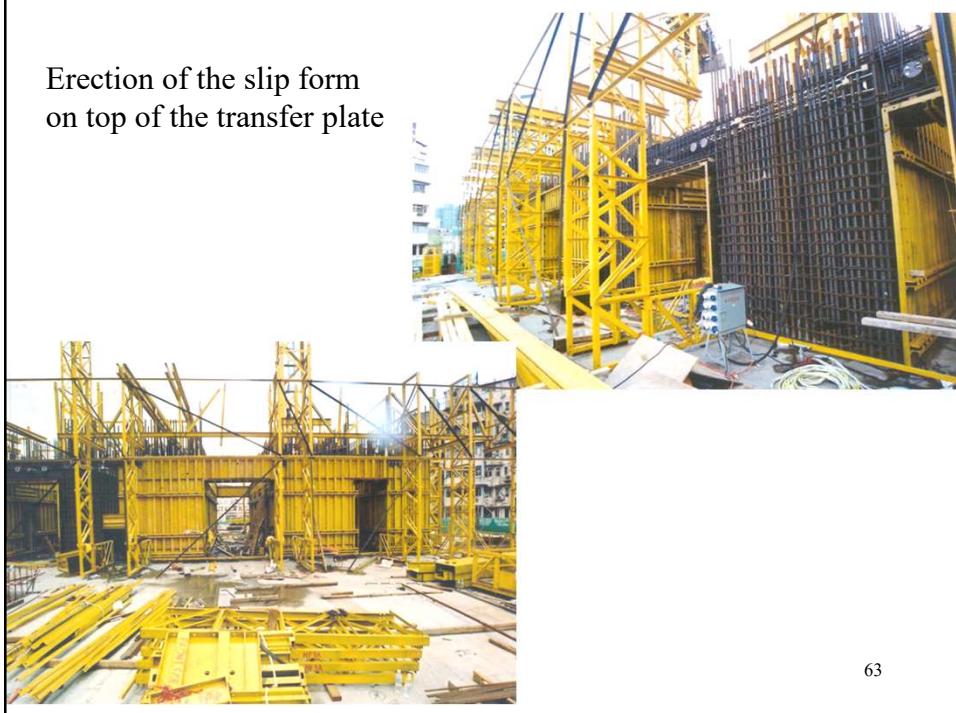 Erection of the slip form
on top of the transfer plate
63